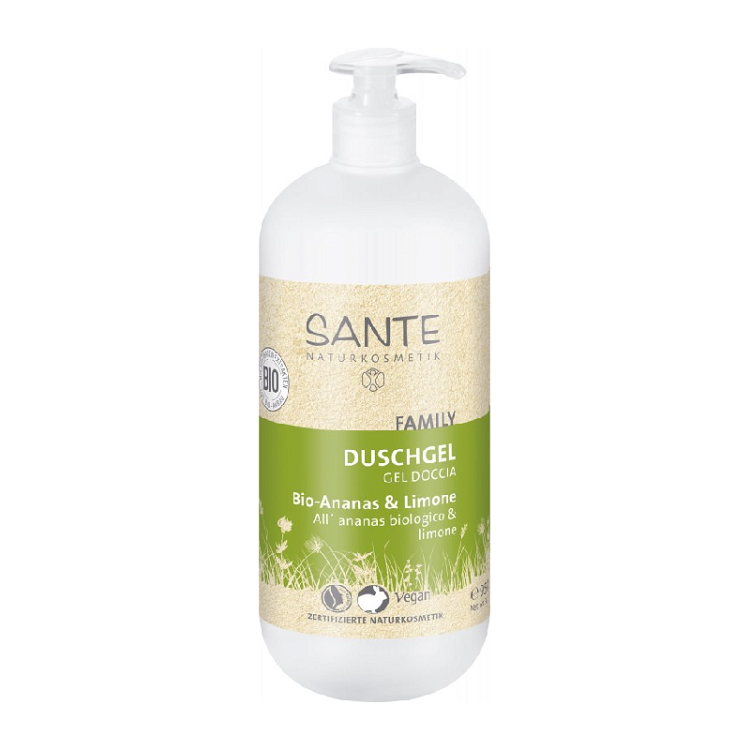 SANTE
NATURKOSMETIK
BIO
FAMILY
DUSCHGEL
GEL DOCCIA
Bio-Ananas & Limone
All´ ananas biologico &
limone
Vegan
ZERTIFIZIERTE NATURKOSMETIK